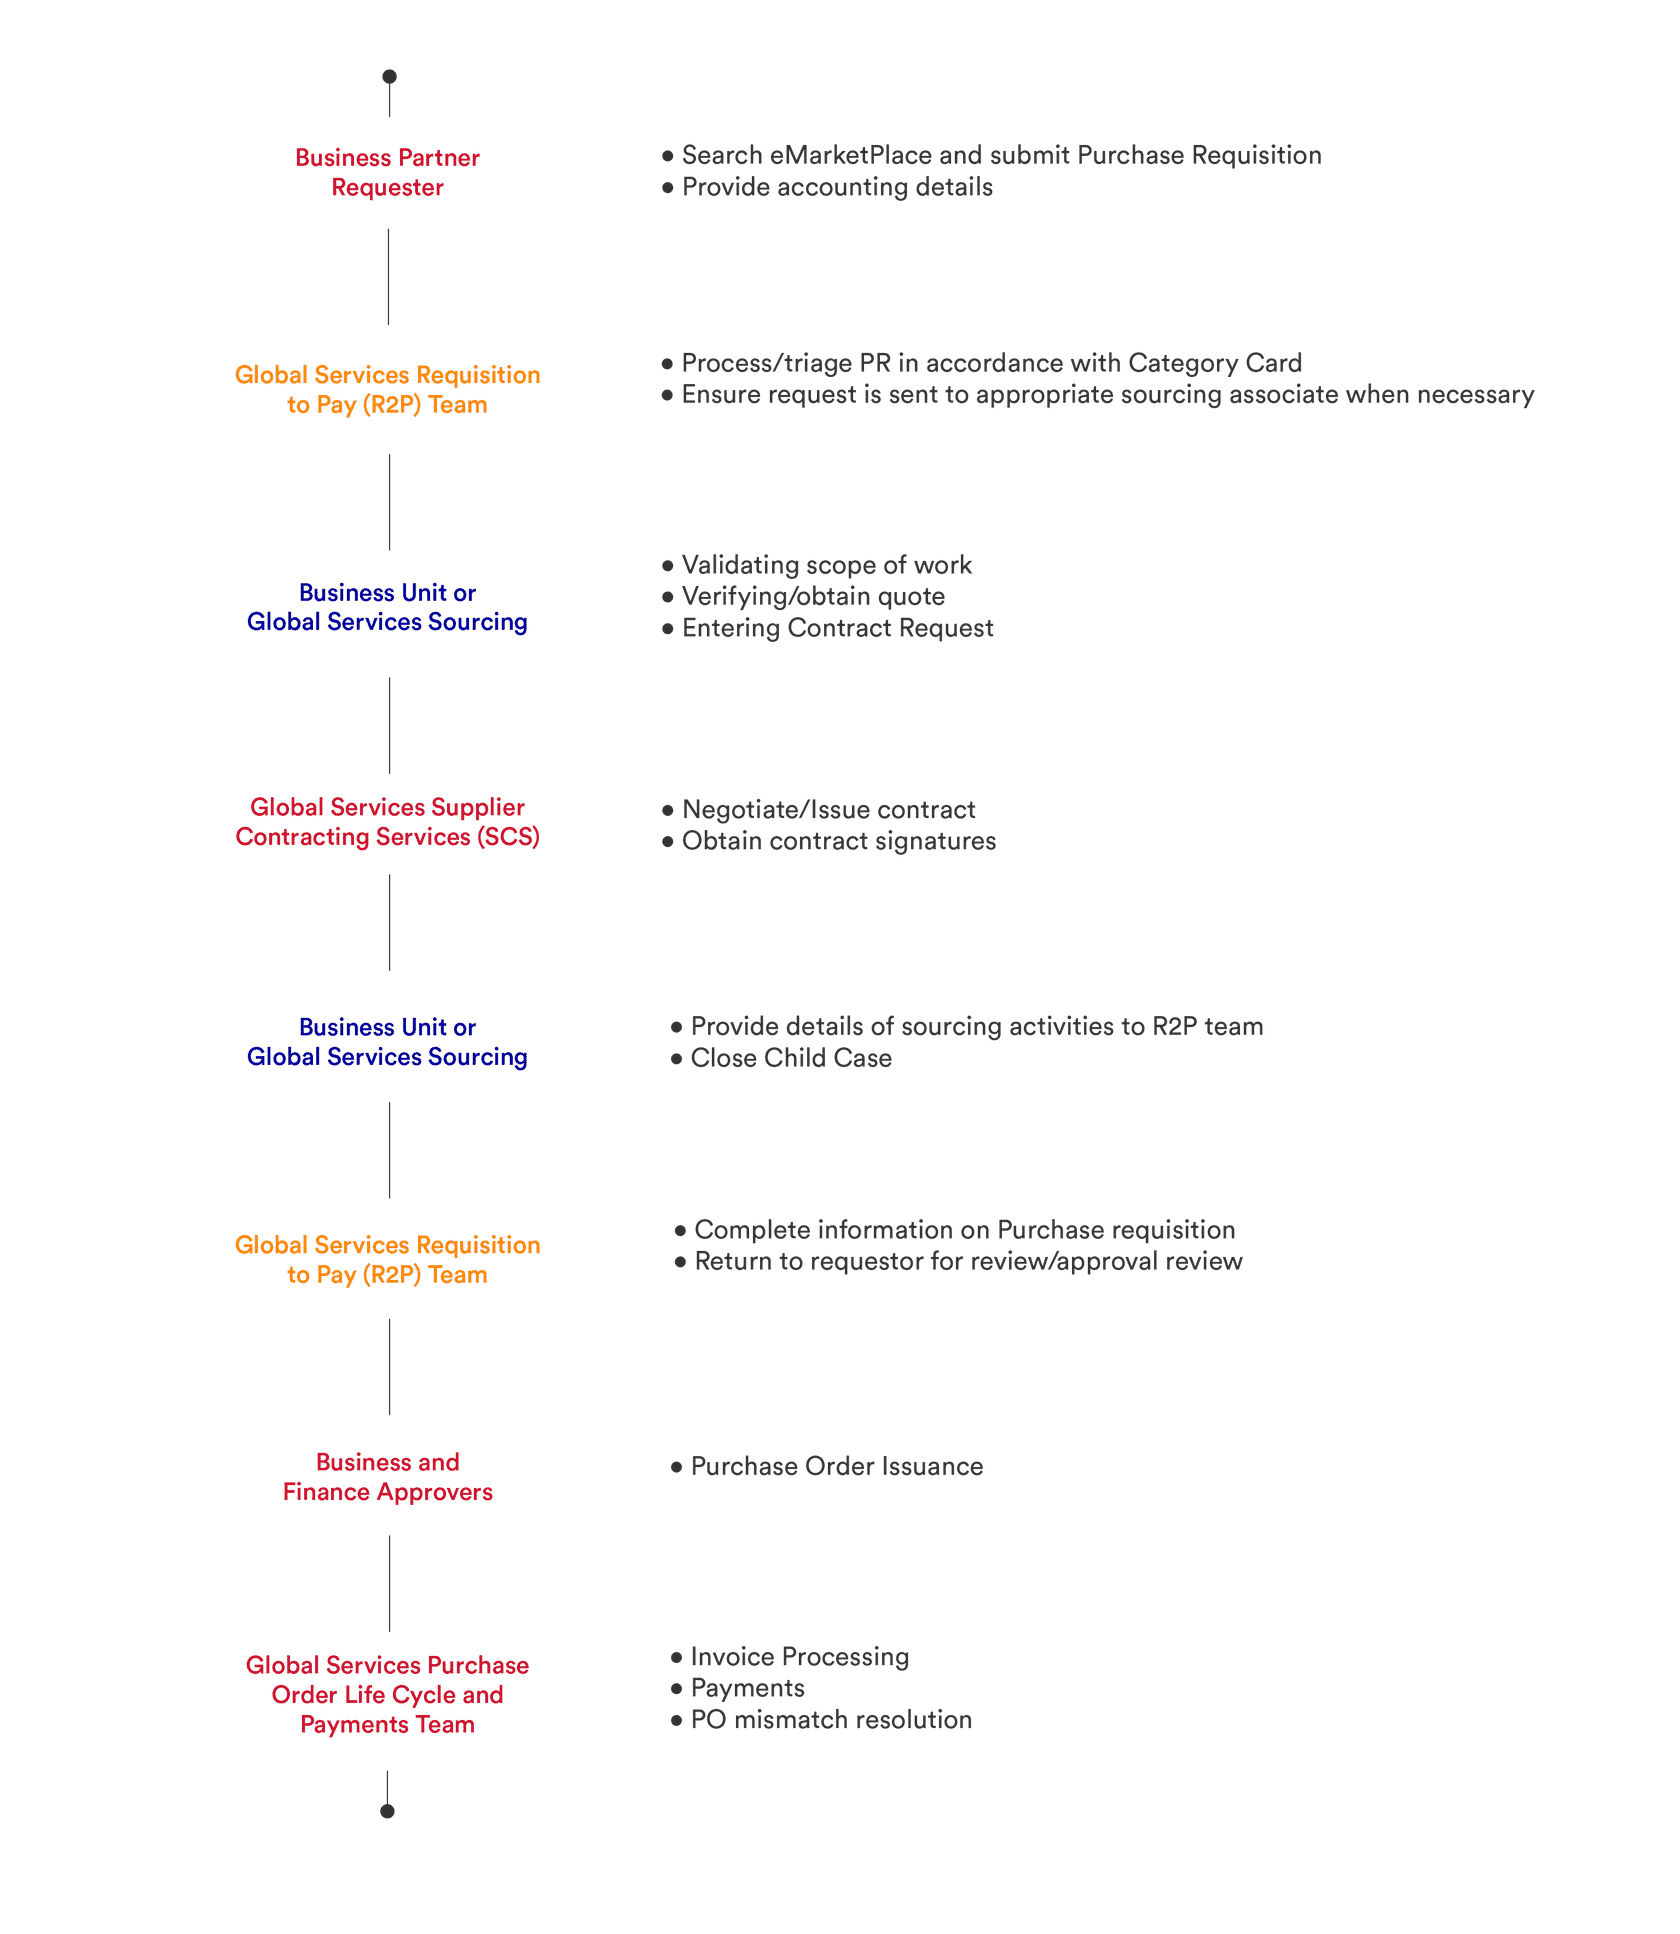 Business Partner
Requester
• Search eMarketPlace and submit Purchase Requisition
• Provide accounting details
Global Services Requisition
to Pay (R2P) Team
• Process/triage PR in accordance with Category Card
• Ensure request is sent to appropriate sourcing associate when necessary
Business Unit or
Global Services Sourcing
• Validating scope of work
• Verifying/obtain quote
• Entering Contract Request
Global Services Supplier
Contracting Services (SCS)
• Negotiate/Issue contract
• Obtain contract signatures
Business Unit or
Global Services Sourcing
• Provide details of sourcing activities to R2P team
• Close Child Case
Global Services Requisition
to Pay (R2P) Team
• Complete information on Purchase requisition
• Return to requestor for review/approval review
Business and
Finance Approvers
• Purchase Order Issuance
Global Services Purchase
Order Life Cycle and
Payments Team
• Invoice Processing
• Payments
• PO mismatch resolution